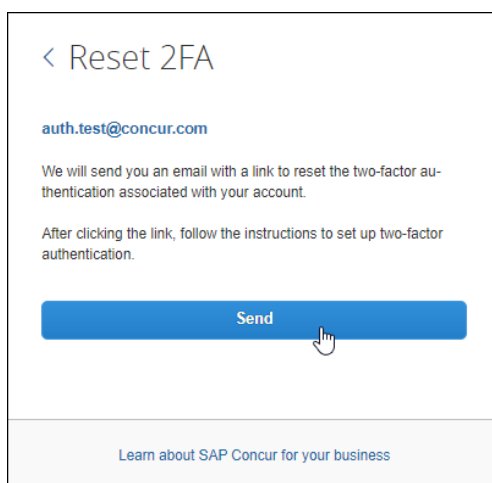 < Reset 2FA
auth.test@concur.com
We will send you an email with a link to reset the two-factor au-
thentication associated with your account.
After clicking the link, follow the instructions to set up two-factor
authentication.
Send
Learn about SAP Concur for your business